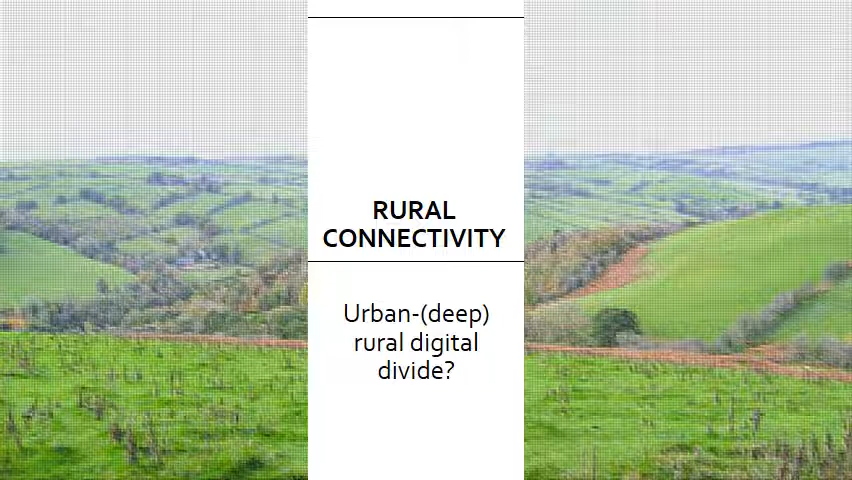 RURAL
CONNECTIVITY
Urban-(deep)
rural digital
divide?